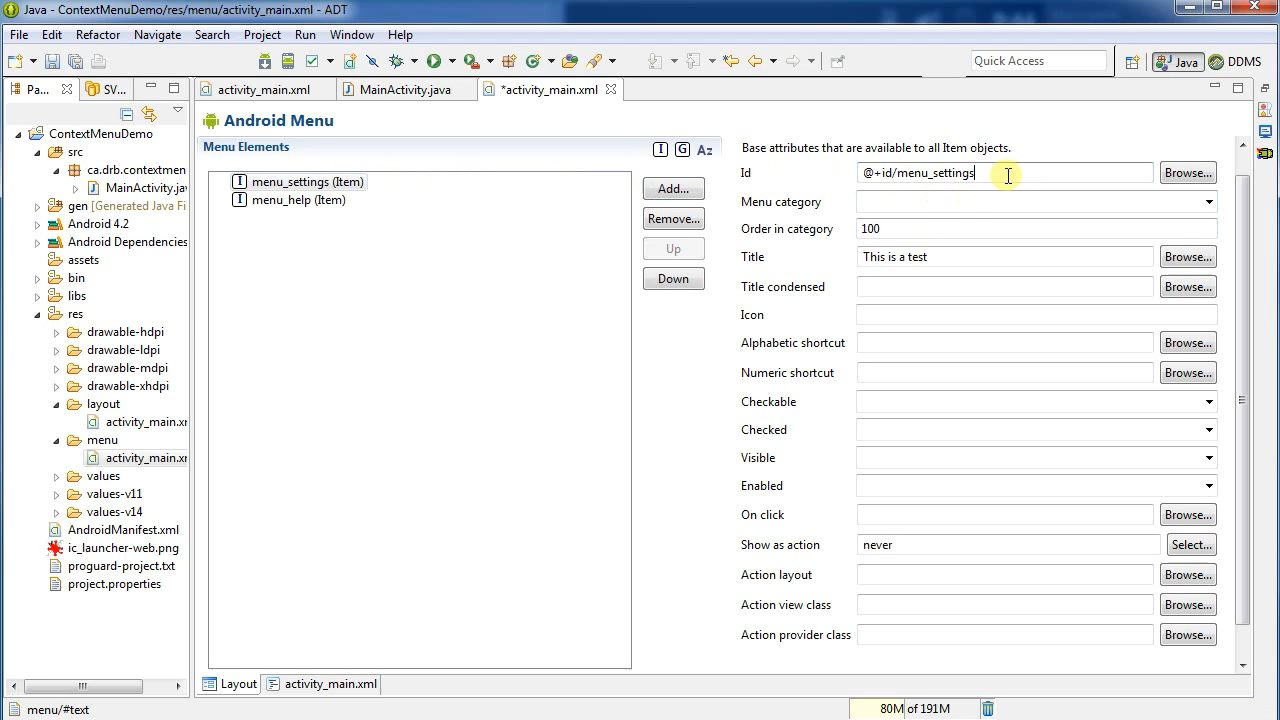 Java - ContextMenuDemo/res/menu/activity_main.xml - ADT
File Edit Refactor Navigate Search Project Run Window Help
Quick Access
Java
DDMS
Pa...
SV...
ContextMenuDemo
src
ca.drb.contextmen
MainActivity.java
gen [Generated Java Fi
Android 4.2
Android Dependencies
assets
bin
libs
res
drawable-hdpi
drawable-ldpi
drawable-mdpi
drawable-xhdpi
layout
activity_main.xm
menu
activity_main.xm
values
values-v11
values-v14
AndroidManifest.xml
ic_launcher-web.png
proguard-project.txt
project.properties
activity_main.xml
MainActivity.java
*activity_main.xml
Android Menu
Menu Elements
I G Az
I menu_settings (Item)
I menu_help (Item)
Add...
Remove...
Up
Down
Base attributes that are available to all Item objects.
Id @+id/menu_settings Browse...
Menu category
Order in category 100
Title This is a test Browse...
Title condensed Browse...
Icon
Alphabetic shortcut Browse...
Numeric shortcut Browse...
Checkable
Checked
Visible
Enabled
On click Browse...
Show as action never Select...
Action layout Browse...
Action view class Browse...
Action provider class Browse...
Layout
activity_main.xml
menu/#text
80M of 191M